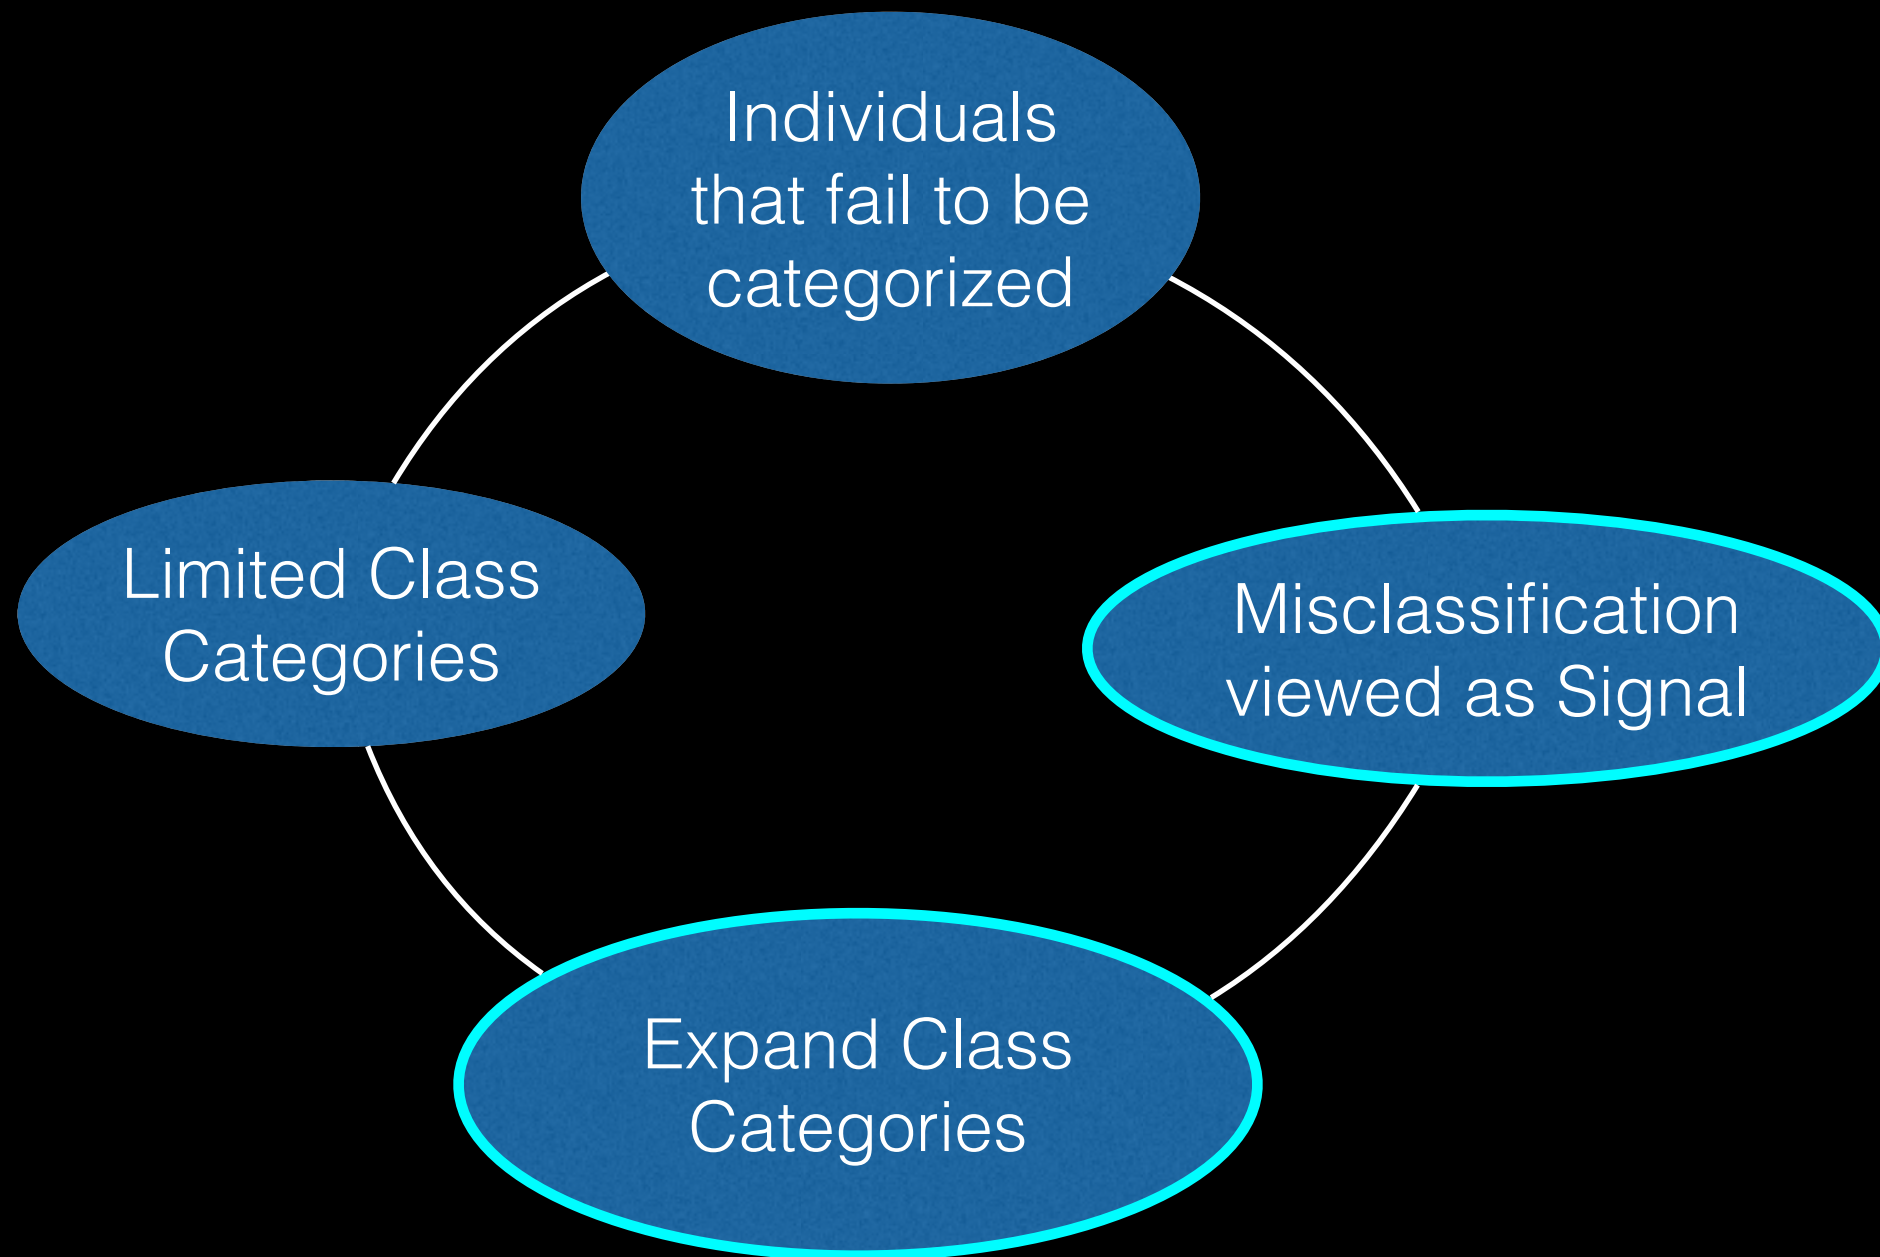 Individuals
that fail to be
categorized
Limited Class
Categories
Misclassification
viewed as Signal
Expand Class
Categories